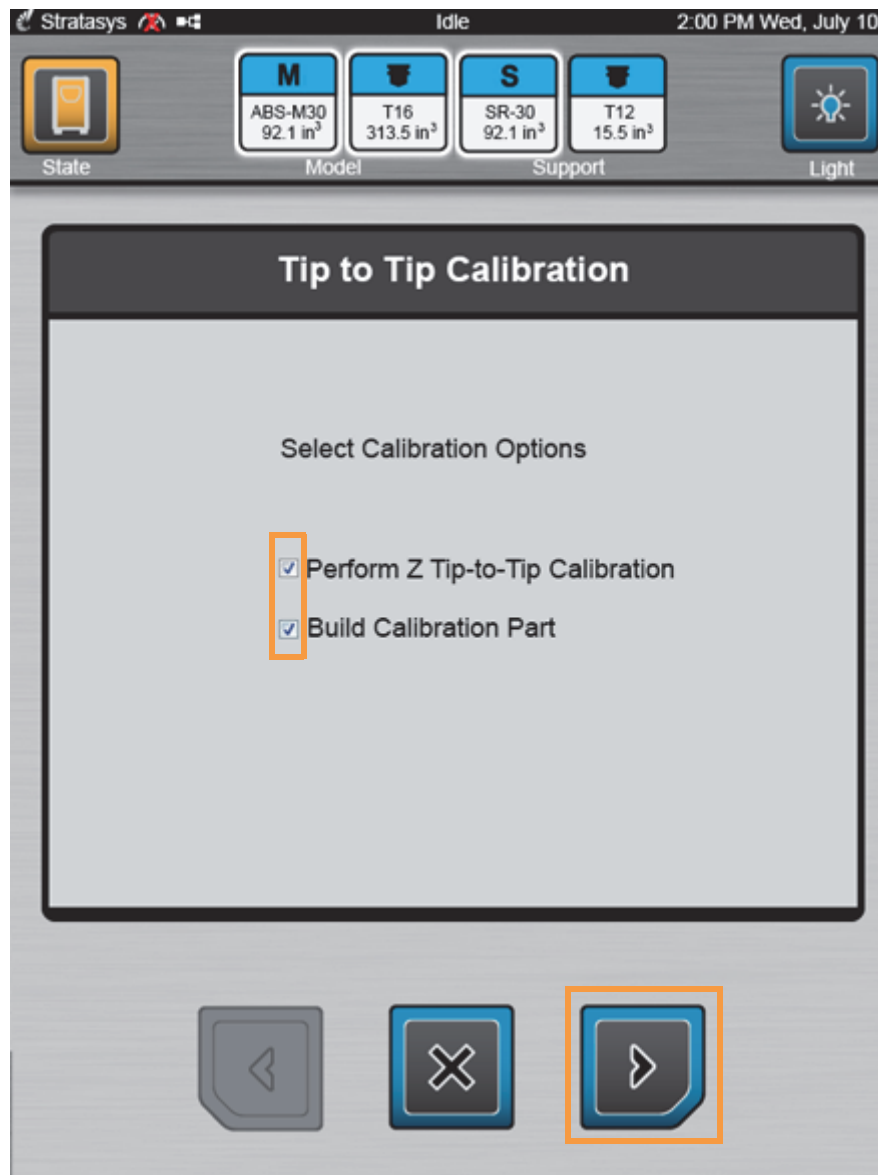 Stratasys Idle 2:00 PM Wed, July 10
M S
ABS-M30 T16 SR-30 T12
92.1 in³ 313.5 in³ 92.1 in³ 15.5 in³
State Model Support Light
Tip to Tip Calibration
Select Calibration Options
Perform Z Tip-to-Tip Calibration
Build Calibration Part